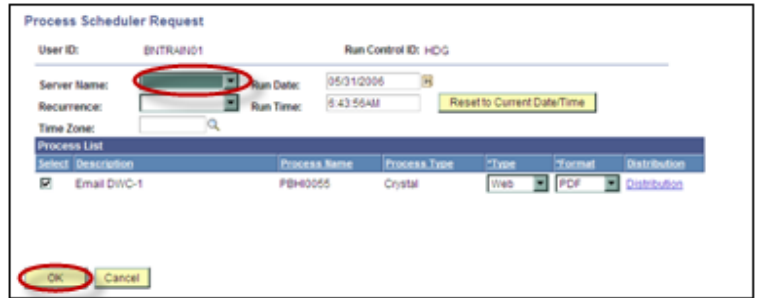 Process Scheduler Request
User ID: BNTRAIN01 Run Control ID: HDG
Server Name: Run Date: 05/31/2006
Recurrence: Run Time: 6:43:56AM Reset to Current Date/Time
Time Zone:
Process List
Select Description Process Name Process Type *Type *Format Distribution
Email DWC-1 PBHI0055 Crystal Web PDF Distribution
OK Cancel